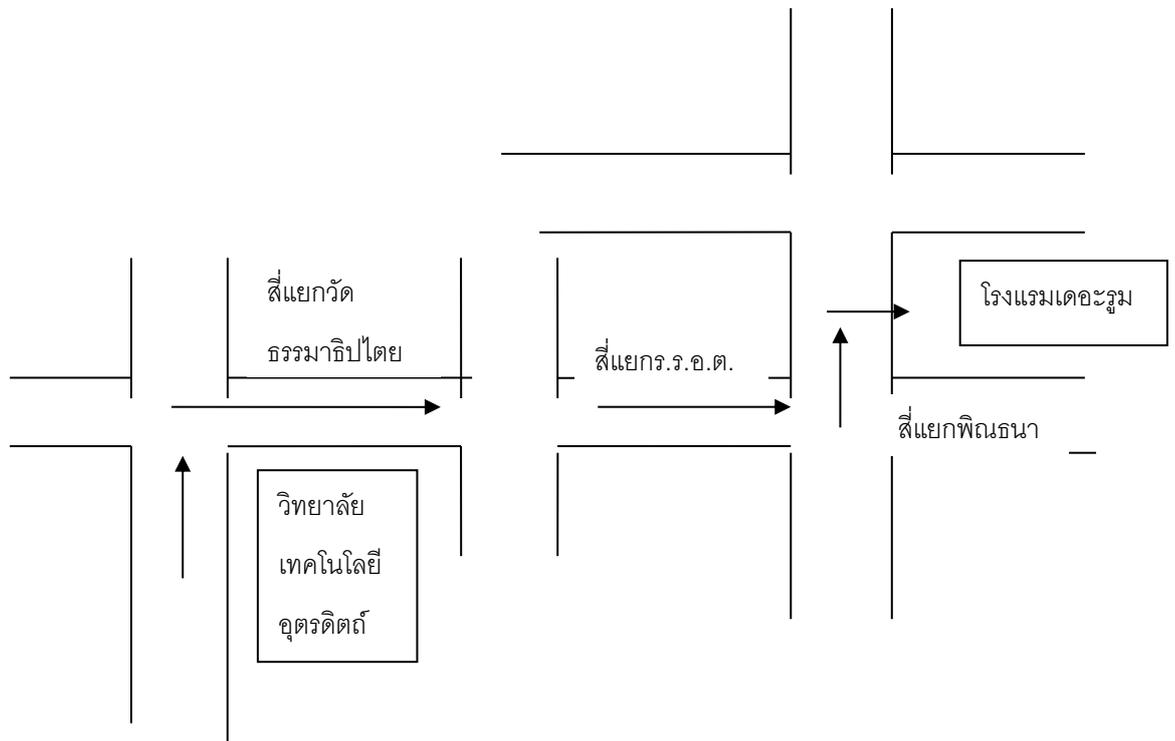 สี่แยกวัด
ธรรมาธิปไตย
สี่แยกร.ร.อ.ต.
โรงแรมเดอะรูม
สี่แยกพิณธนา
วิทยาลัย
เทคโนโลยี
อุตรดิตถ์